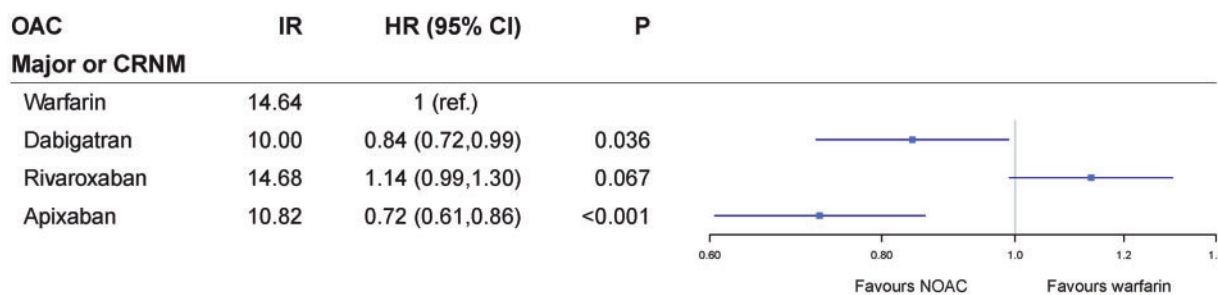 OAC IR HR (95% CI) P
Major or CRNM
Warfarin 14.64 1 (ref.)
Dabigatran 10.00 0.84 (0.72,0.99) 0.036
Rivaroxaban 14.68 1.14 (0.99,1.30) 0.067
Apixaban 10.82 0.72 (0.61,0.86) <0.001
0.60 0.80 1.0 1.2 1.
Favours NOAC Favours warfarin